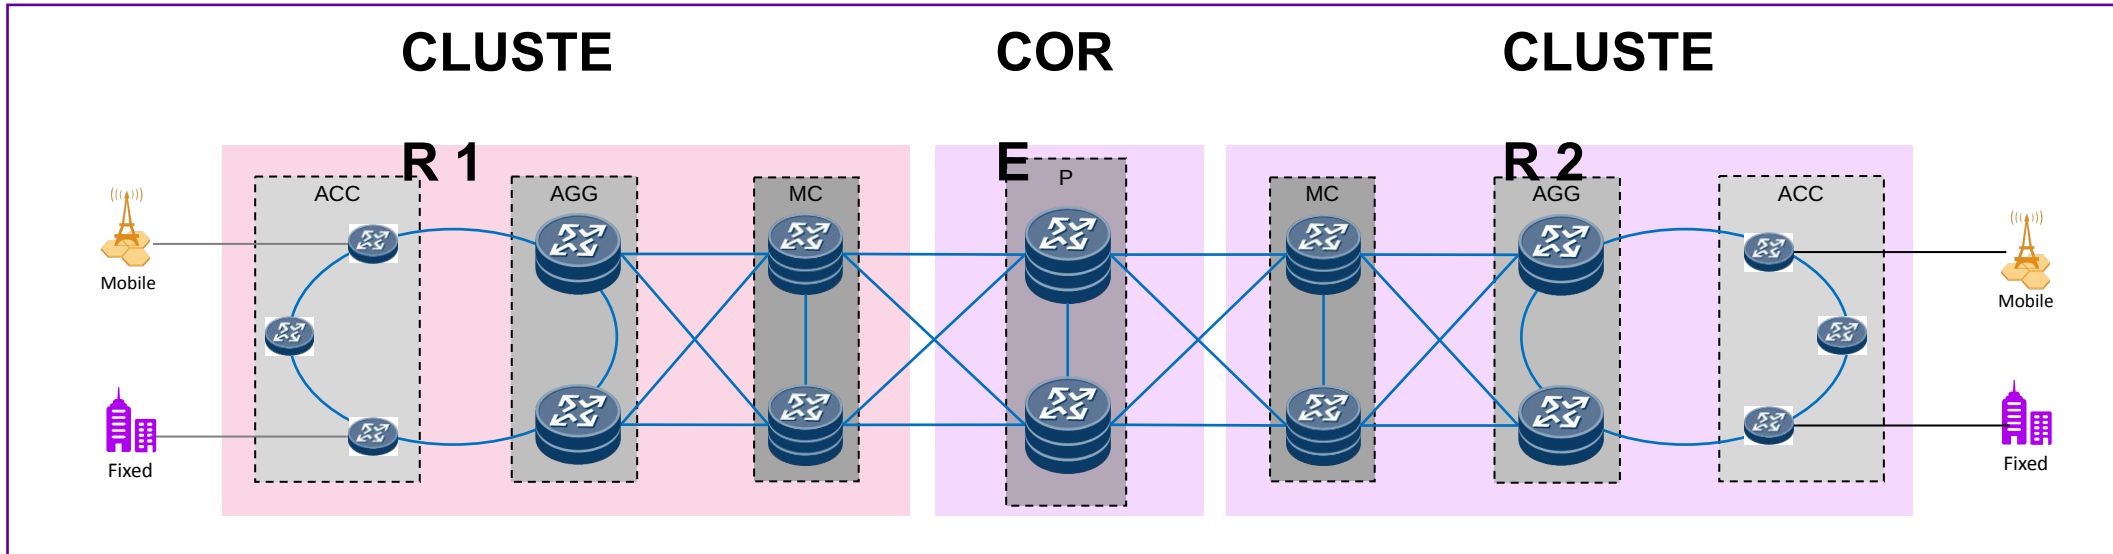 CLUSTE
R 1
COR
E
CLUSTE
R 2
ACC
AGG
MC
P
MC
AGG
ACC
Mobile
Fixed
Mobile
Fixed